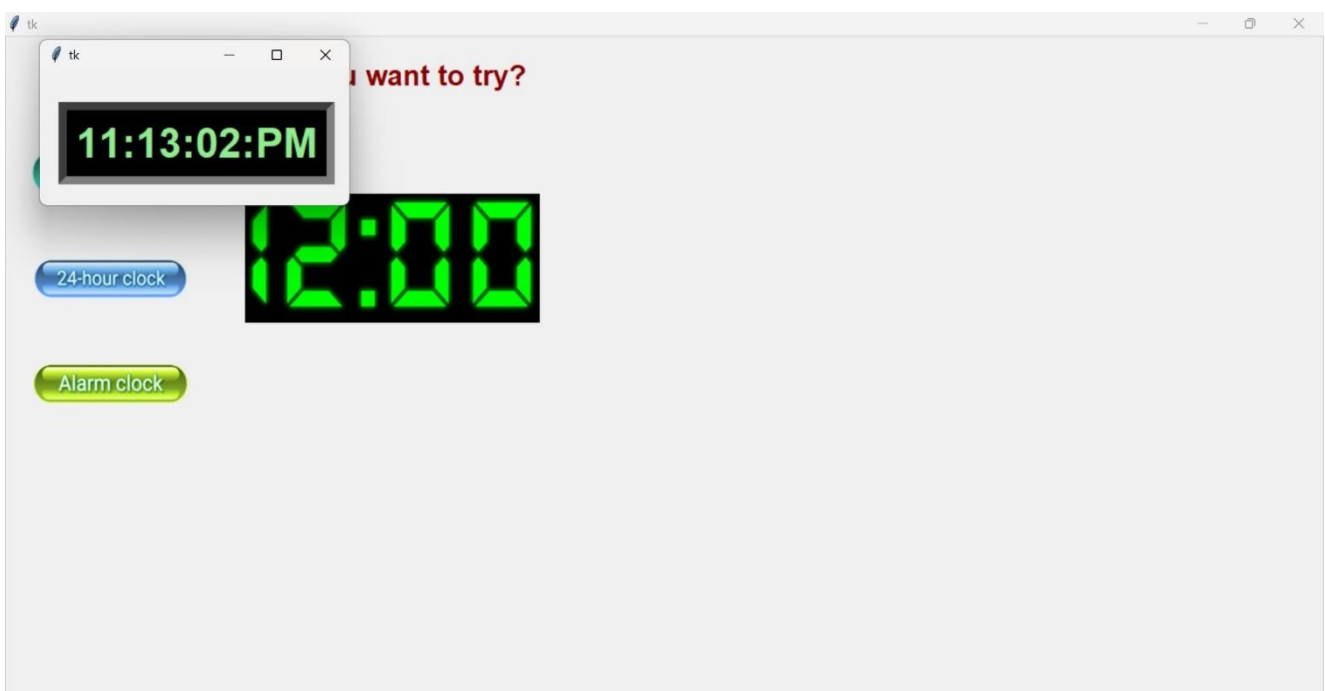 tk
tk
want to try?
11:13:02:PM
12:00
24-hour clock
Alarm clock